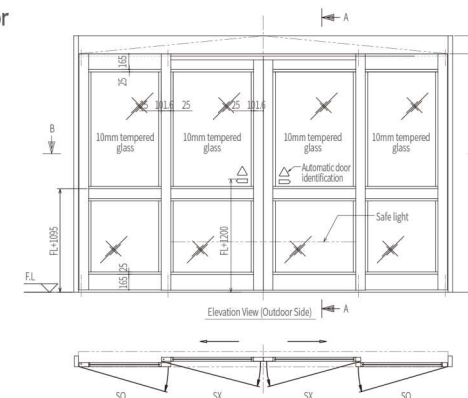 or
A
165
25
25 101.6 25
25 101.6
B
10mm tempered
glass
10mm tempered
glass
10mm tempered
glass
10mm tempered
glass
Automatic door
identification
FL+1095
FL+1200
Safe light
F.L
165 25
Elevation View (Outdoor Side)
A
SO
SX
SX
SO